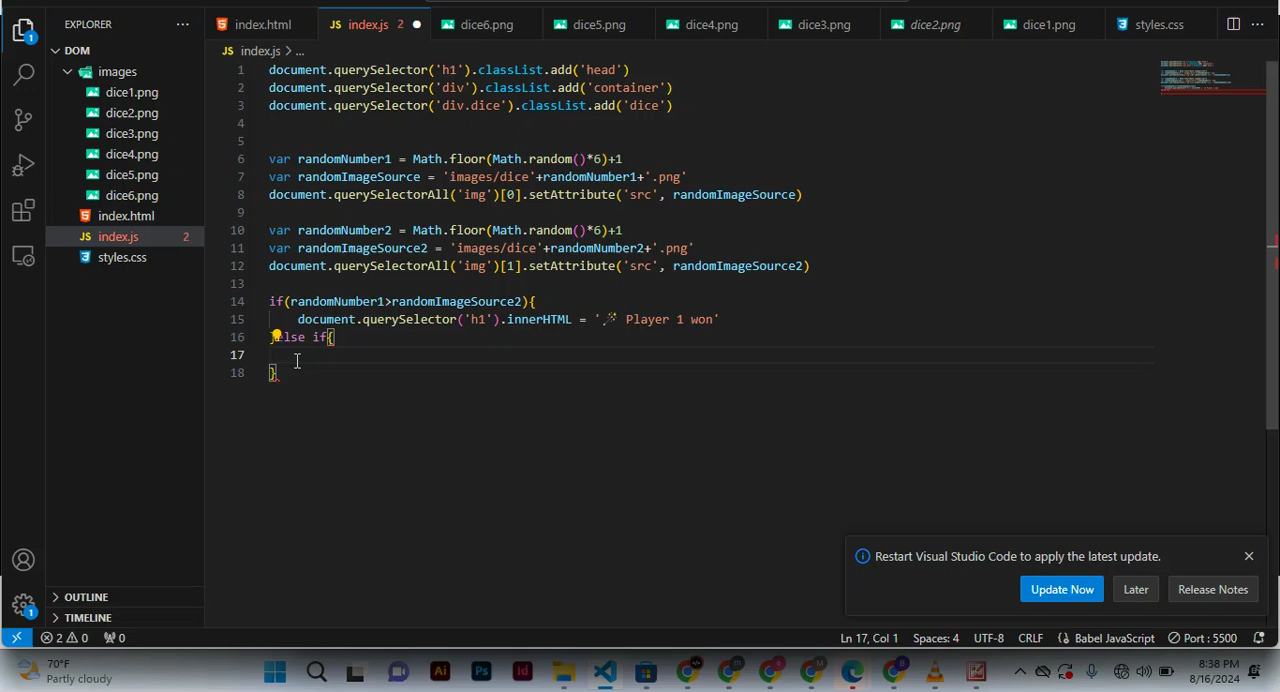 1
EXPLORER
index.html
index.js 2
dice6.png
dice5.png
dice4.png
dice3.png
dice2.png
dice1.png
styles.css
DOM
images
dice1.png
dice2.png
dice3.png
dice4.png
dice5.png
dice6.png
index.html
index.js 2
styles.css
OUTLINE
TIMELINE
1
JS index.js > ...
1 document.querySelector('h1').classList.add('head')
2 document.querySelector('div').classList.add('container')
3 document.querySelector('div.dice').classList.add('dice')
4
5
6 var randomNumber1 = Math.floor(Math.random()*6)+1
7 var randomImageSource = 'images/dice'+randomNumber1+'.png'
8 document.querySelectorAll('img')[0].setAttribute('src', randomImageSource)
9
10 var randomNumber2 = Math.floor(Math.random()*6)+1
11 var randomImageSource2 = 'images/dice'+randomNumber2+'.png'
12 document.querySelectorAll('img')[1].setAttribute('src', randomImageSource2)
13
14 if(randomNumber1>randomImageSource2){
15 document.querySelector('h1').innerHTML = '🎉 Player 1 won'
16 }else if{
17
18 }
Restart Visual Studio Code to apply the latest update.
Update Now
Later
Release Notes
2 0 0
Ln 17, Col 1
Spaces: 4
UTF-8
CRLF
Babel JavaScript
Port : 5500
70°F
Partly cloudy
Ai
Ps
Id
8:38 PM
8/16/2024